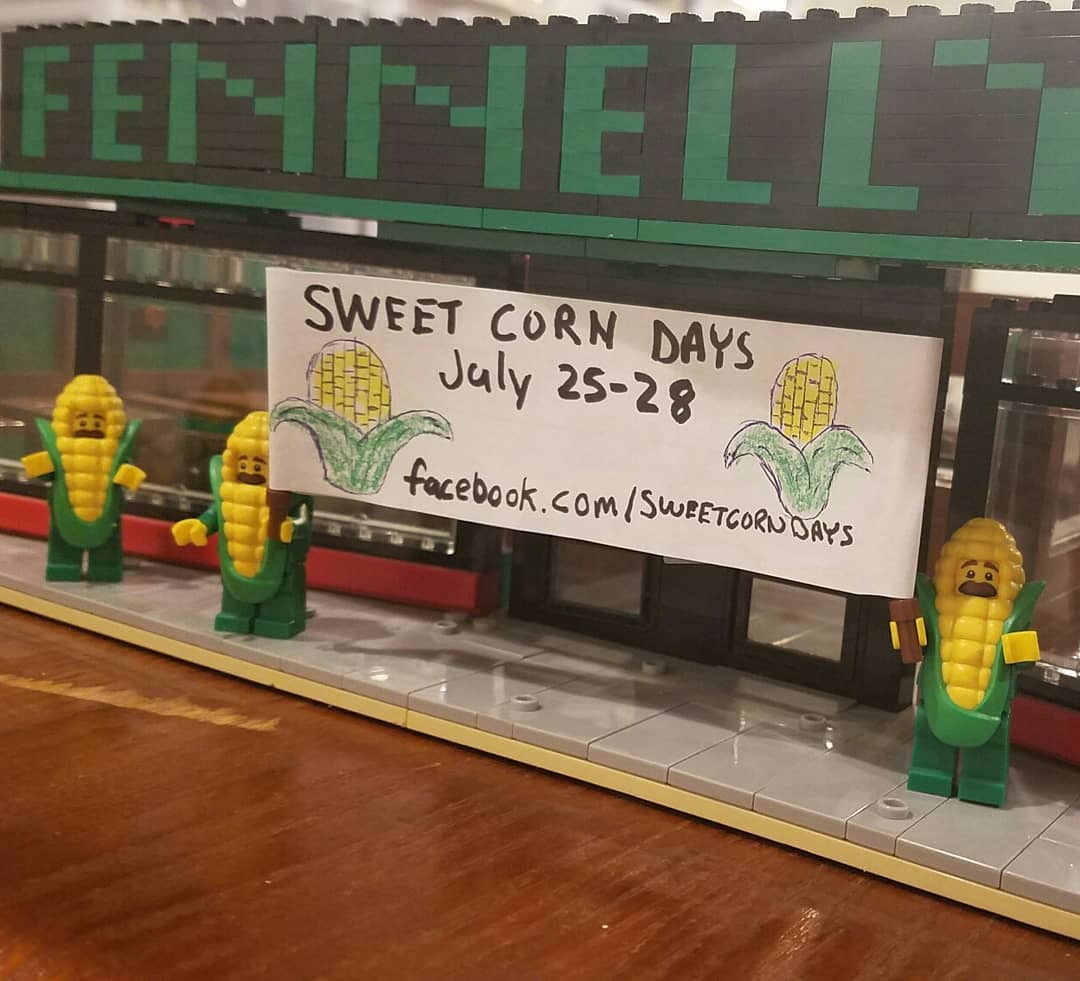 FENNELL
SWEET CORN DAYS
July 25-28
facebook.com/SWEETCORNDAYS